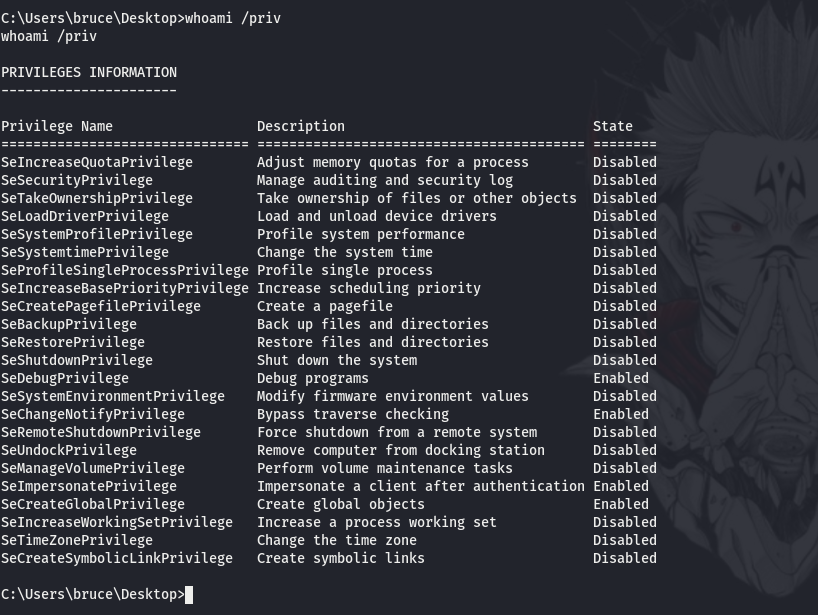 C:\Users\bruce\Desktop>whoami /priv
whoami /priv
PRIVILEGES INFORMATION
----------------------
Privilege Name                  Description                               State
=============================== ========================================= ========
SeIncreaseQuotaPrivilege        Adjust memory quotas for a process        Disabled
SeSecurityPrivilege             Manage auditing and security log          Disabled
SeTakeOwnershipPrivilege        Take ownership of files or other objects  Disabled
SeLoadDriverPrivilege           Load and unload device drivers            Disabled
SeSystemProfilePrivilege        Profile system performance                Disabled
SeSystemtimePrivilege           Change the system time                    Disabled
SeProfileSingleProcessPrivilege Profile single process                    Disabled
SeIncreaseBasePriorityPrivilege Increase scheduling priority              Disabled
SeCreatePagefilePrivilege       Create a pagefile                         Disabled
SeBackupPrivilege               Back up files and directories             Disabled
SeRestorePrivilege              Restore files and directories             Disabled
SeShutdownPrivilege             Shut down the system                      Disabled
SeDebugPrivilege                Debug programs                            Enabled
SeSystemEnvironmentPrivilege    Modify firmware environment values        Disabled
SeChangeNotifyPrivilege         Bypass traverse checking                  Enabled
SeRemoteShutdownPrivilege       Force shutdown from a remote system       Disabled
SeUndockPrivilege               Remove computer from docking station      Disabled
SeManageVolumePrivilege         Perform volume maintenance tasks          Disabled
SeImpersonatePrivilege          Impersonate a client after authentication Enabled
SeCreateGlobalPrivilege         Create global objects                     Enabled
SeIncreaseWorkingSetPrivilege   Increase a process working set            Disabled
SeTimeZonePrivilege             Change the time zone                      Disabled
SeCreateSymbolicLinkPrivilege   Create symbolic links                     Disabled
C:\Users\bruce\Desktop>